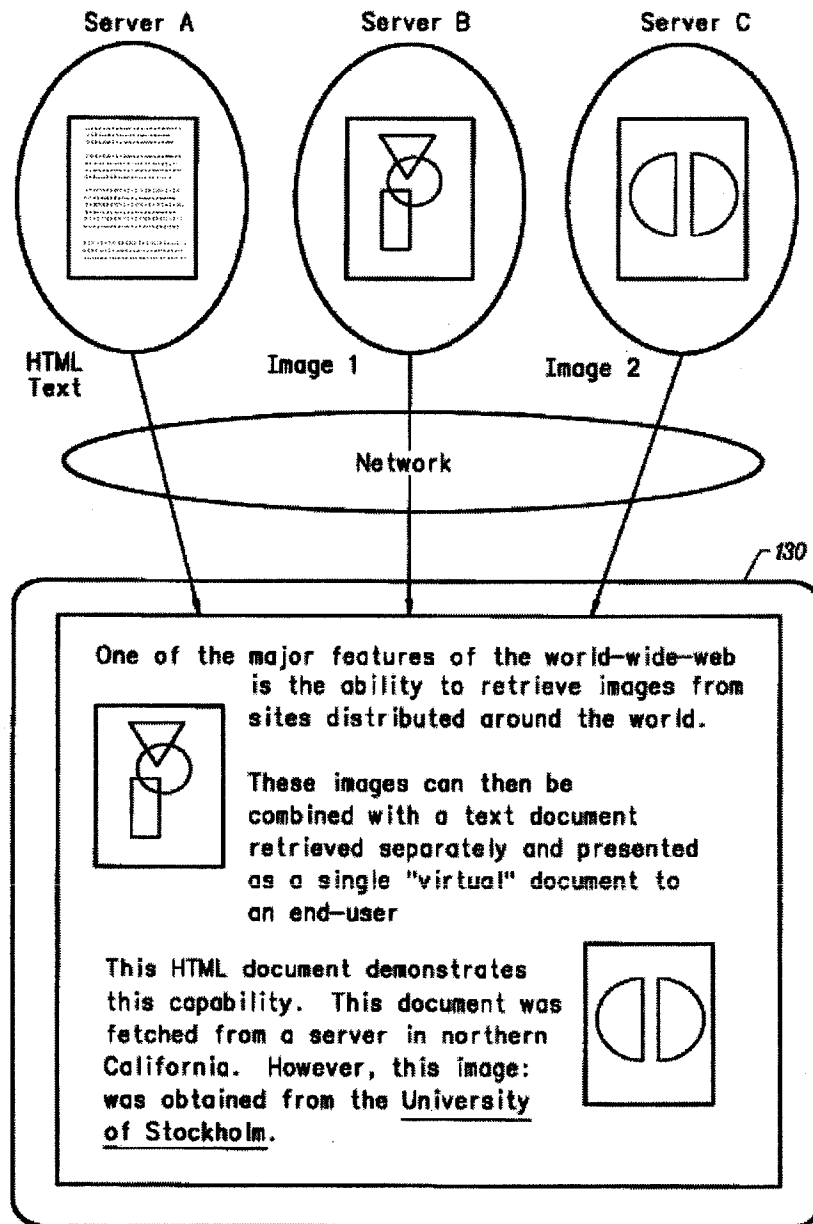 Server A
Server B
Server C
HTML
Text
Image 1
Image 2
Network
130
One of the major features of the world-wide-web
is the ability to retrieve images from
sites distributed around the world.
These images can then be
combined with a text document
retrieved separately and presented
as a single "virtual" document to
an end-user
This HTML document demonstrates
this capability. This document was
fetched from a server in northern
California. However, this image:
was obtained from the University
of Stockholm.